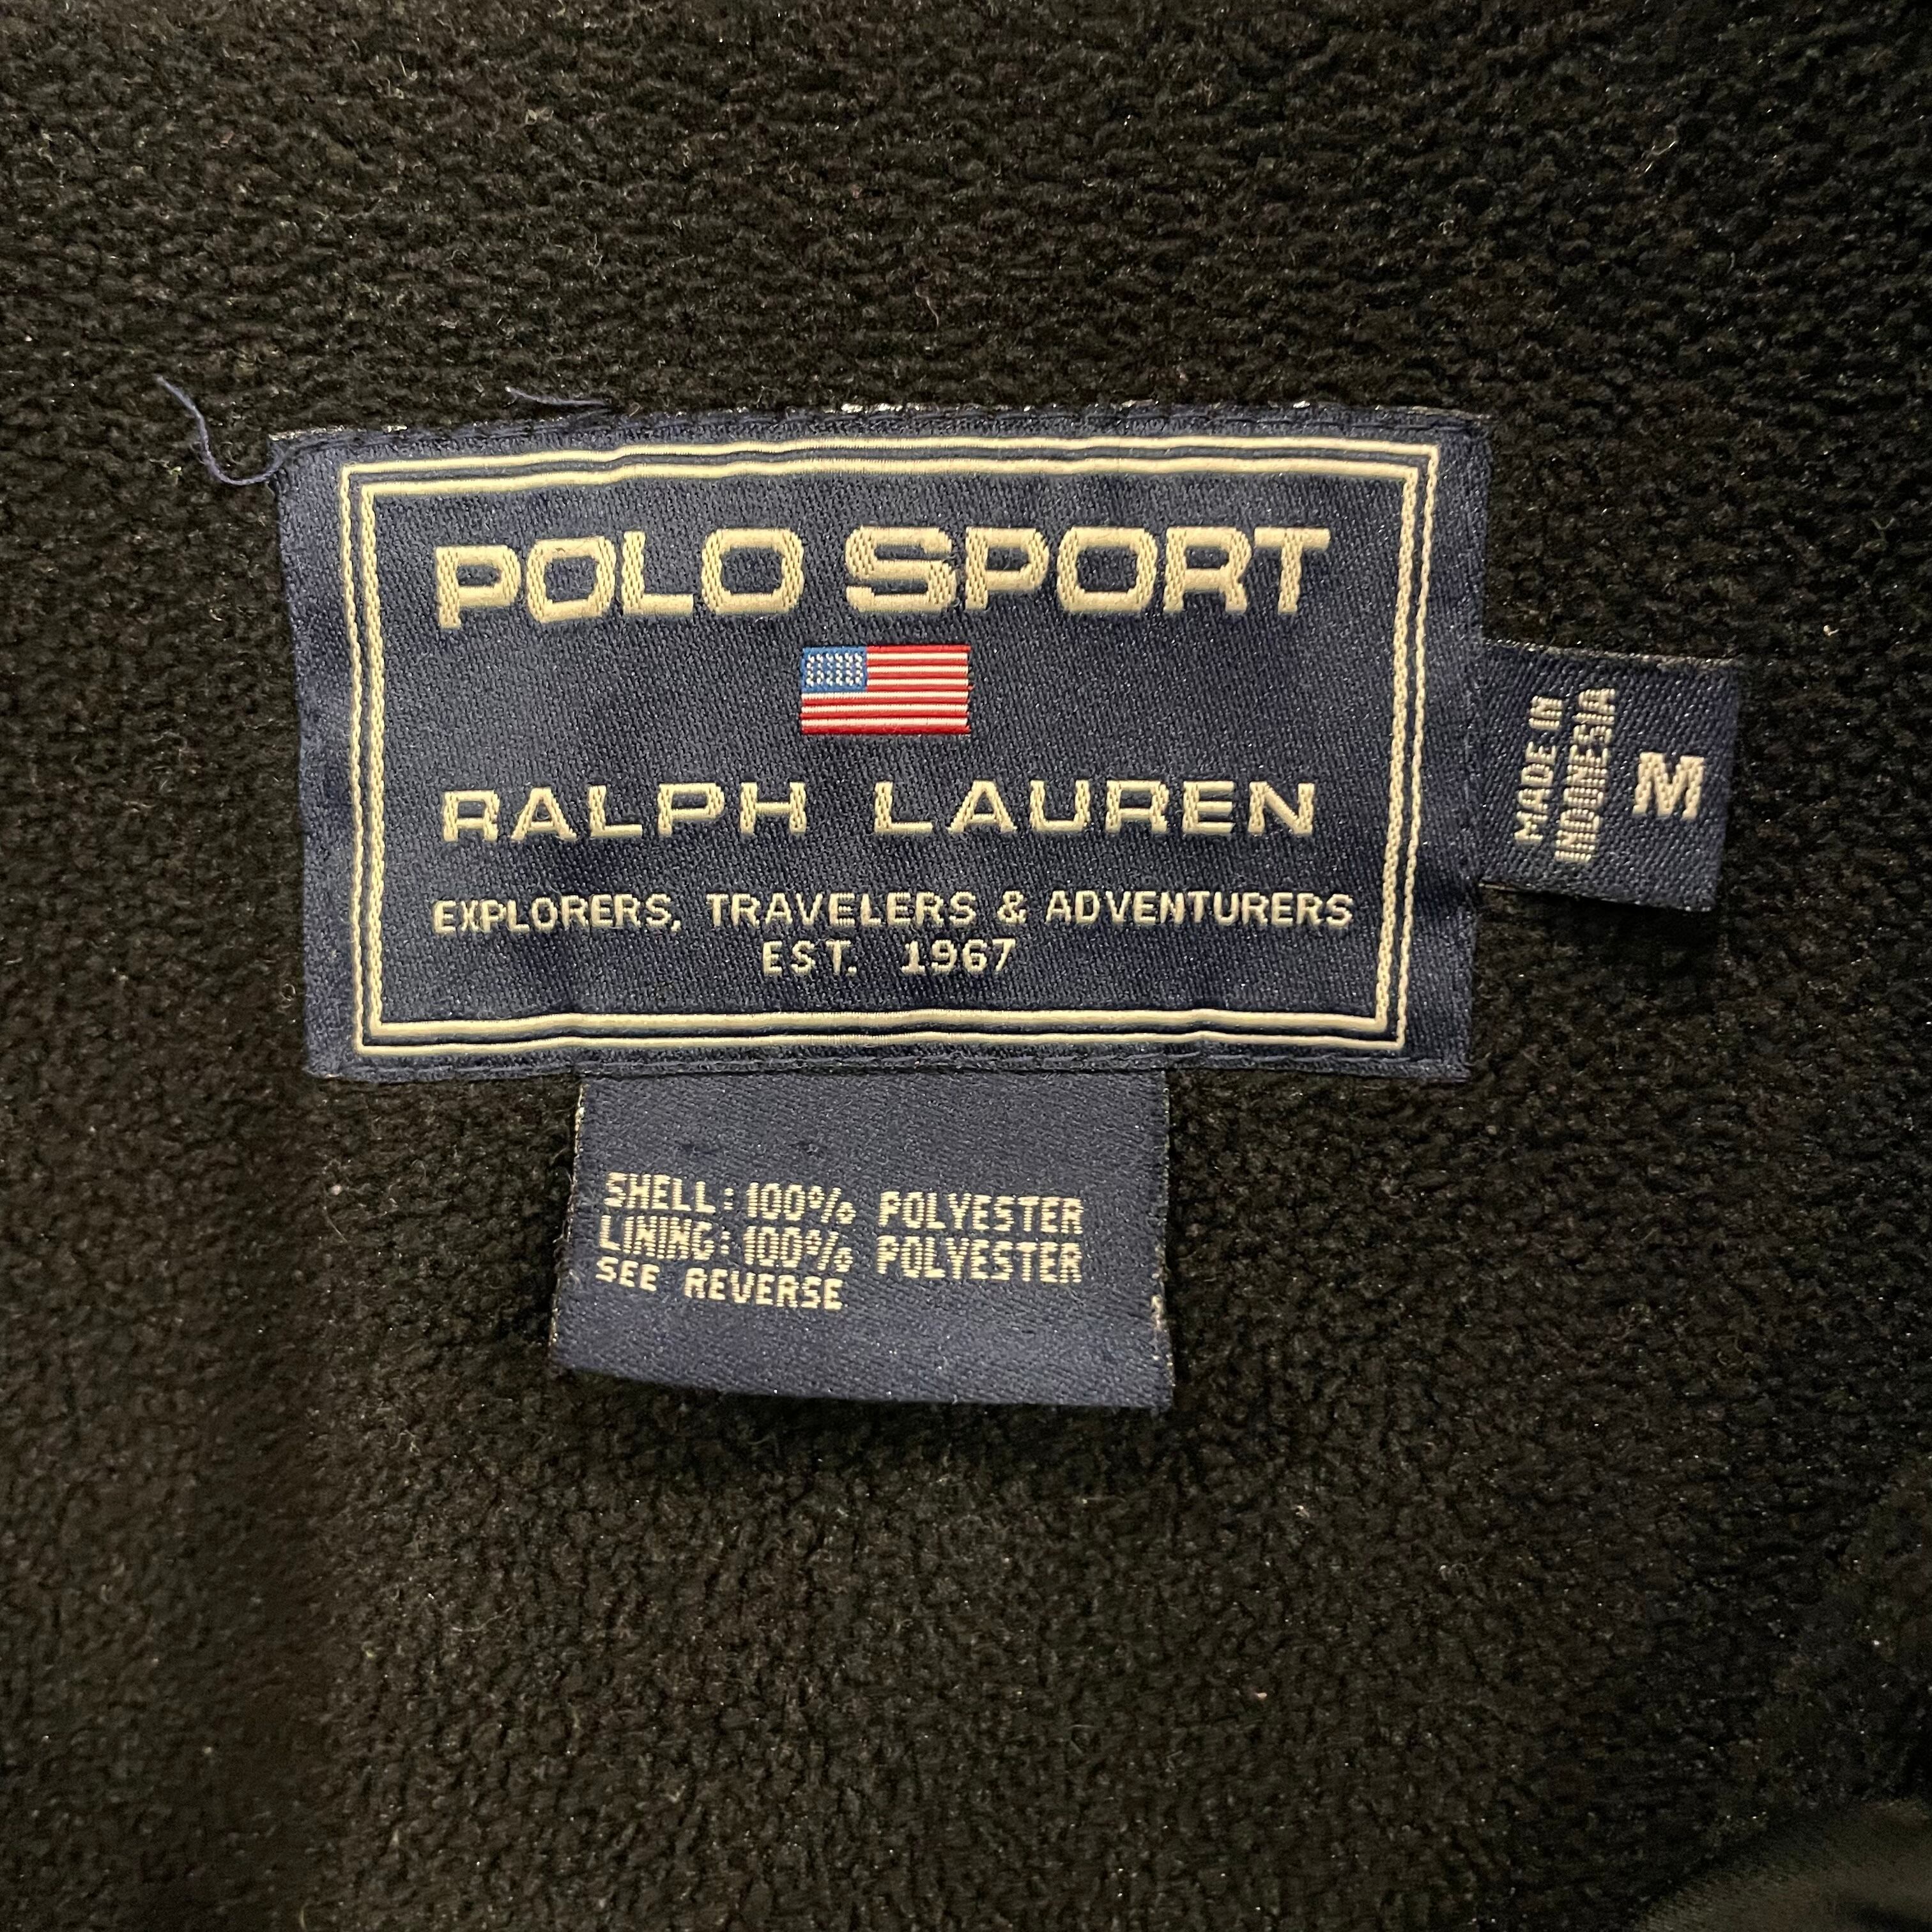 POLO SPORT
RALPH LAUREN
EXPLORERS, TRAVELERS & ADVENTURERS
EST. 1967
MADE IN
INDONESIA
M
SHELL: 100% POLYESTER
LINING: 100% POLYESTER
SEE REVERSE